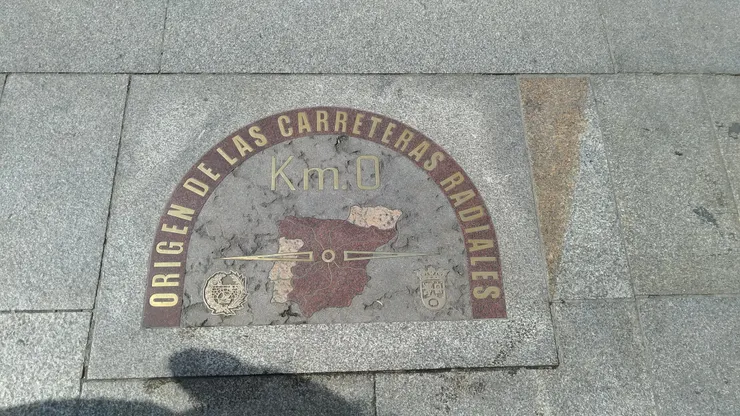 ORIGEN DE LAS CARRETERAS RADIALES
Km.0